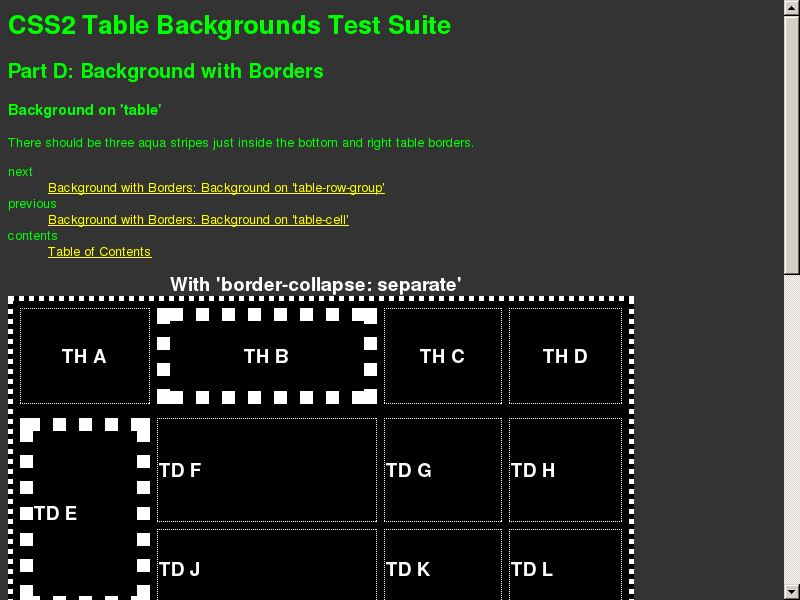 CSS2 Table Backgrounds Test Suite
Part D: Background with Borders
Background on 'table'
There should be three aqua stripes just inside the bottom and right table borders.
next
Background with Borders: Background on 'table-row-group'
previous
Background with Borders: Background on 'table-cell'
contents
Table of Contents
With 'border-collapse: separate'
TH A TH B TH C TH D
TD F TD G TD H
TD E
TD J TD K TD L